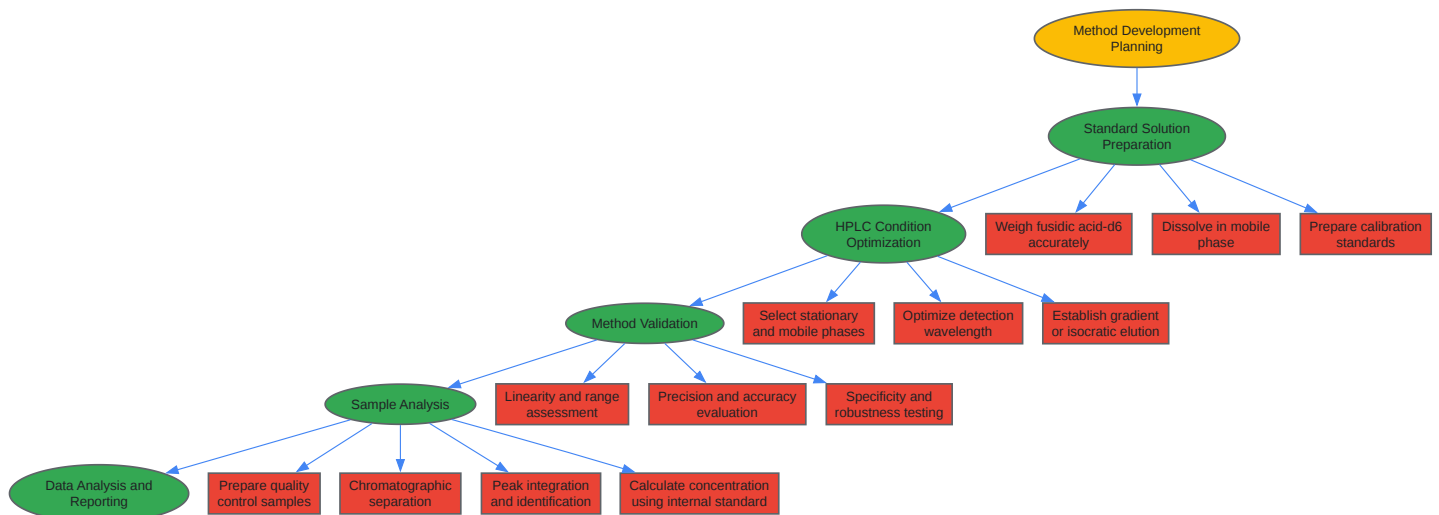 Method Development
Planning
Standard Solution
Preparation
HPLC Condition
Optimization
Weigh fusidic acid-d6
accurately
Dissolve in mobile
phase
Prepare calibration
standards
Method Validation
Select stationary
and mobile phases
Optimize detection
wavelength
Establish gradient
or isocratic elution
Sample Analysis
Linearity and range
assessment
Precision and accuracy
evaluation
Specificity and
robustness testing
Data Analysis and
Reporting
Prepare quality
control samples
Chromatographic
separation
Peak integration
and identification
Calculate concentration
using internal standard